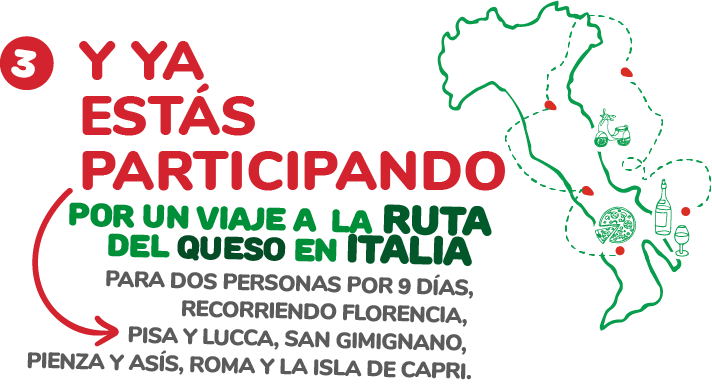 3 Y YA
ESTÁS
PARTICIPANDO
POR UN VIAJE A LA RUTA
DEL QUESO EN ITALIA
PARA DOS PERSONAS POR 9 DÍAS,
RECORRIENDO FLORENCIA,
PISA Y LUCCA, SAN GIMIGNANO,
PIENZA Y ASÍS, ROMA Y LA ISLA DE CAPRI.